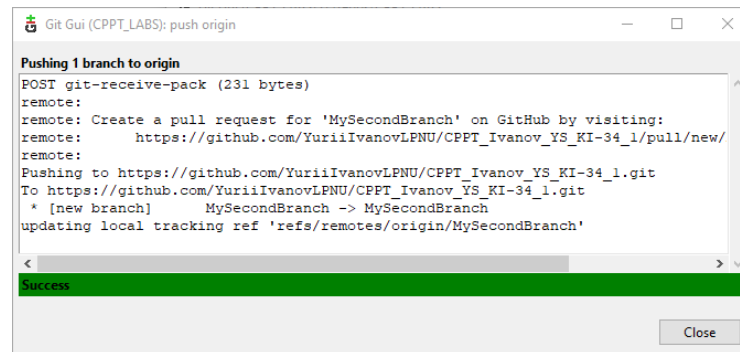 Git Gui (CPPT_LABS): push origin
Pushing 1 branch to origin
POST git-receive-pack (231 bytes)
remote:
remote: Create a pull request for 'MySecondBranch' on GitHub by visiting:
remote:      https://github.com/YuriiIvanovLPNU/CPPT_Ivanov_YS_KI-34_1/pull/new/
remote:
Pushing to https://github.com/YuriiIvanovLPNU/CPPT_Ivanov_YS_KI-34_1.git
To https://github.com/YuriiIvanovLPNU/CPPT_Ivanov_YS_KI-34_1.git
 * [new branch]      MySecondBranch -> MySecondBranch
updating local tracking ref 'refs/remotes/origin/MySecondBranch'
Success
Close